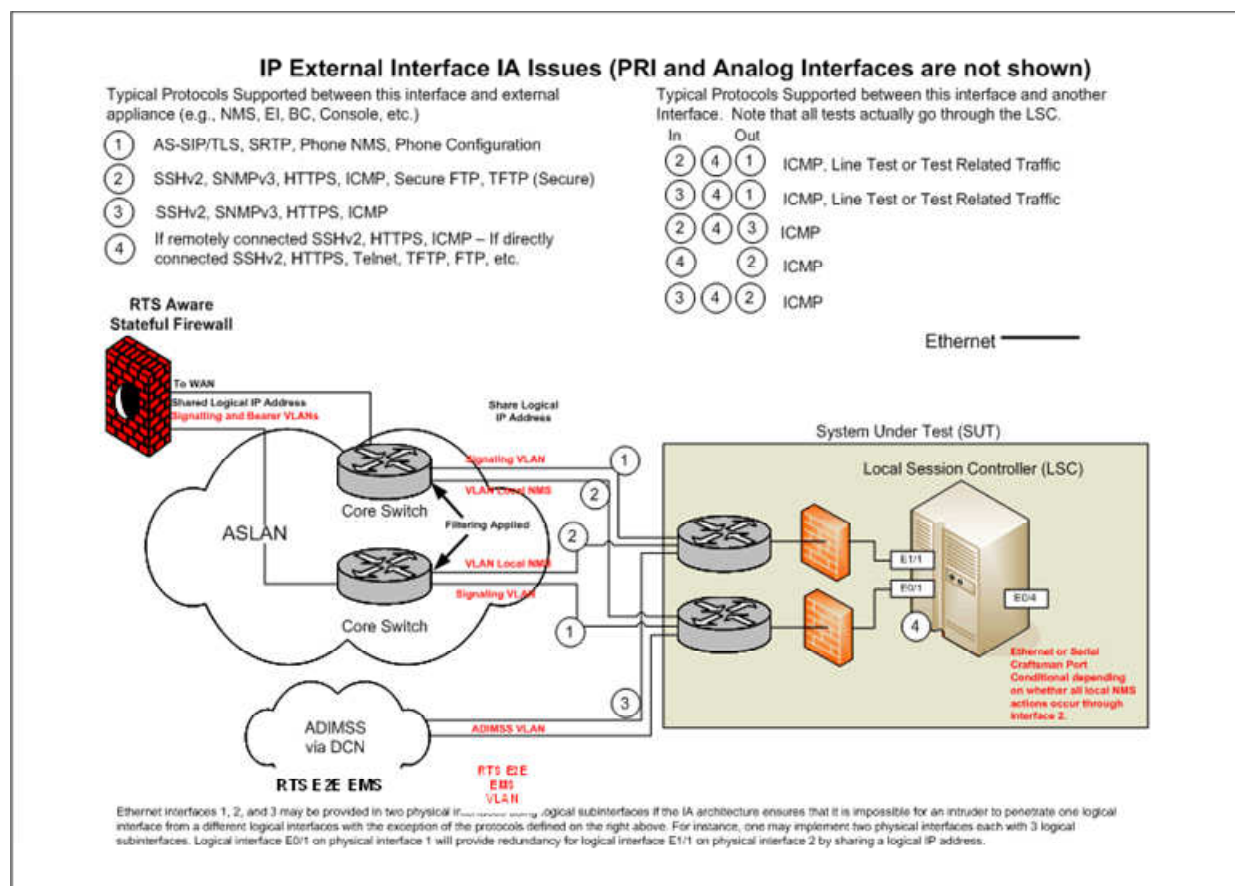 IP External Interface IA Issues (PRI and Analog Interfaces are not shown)
Typical Protocols Supported between this interface and external
appliance (e.g., NMS, EI, BC, Console, etc.)
1 AS-SIP/TLS, SRTP, Phone NMS, Phone Configuration
2 SSHv2, SNMPv3, HTTPS, ICMP, Secure FTP, TFTP (Secure)
3 SSHv2, SNMPv3, HTTPS, ICMP
4 If remotely connected SSHv2, HTTPS, ICMP – If directly
connected SSHv2, HTTPS, Telnet, TFTP, FTP, etc.
Typical Protocols Supported between this interface and another
Interface. Note that all tests actually go through the LSC.
In Out
2 4 1 ICMP, Line Test or Test Related Traffic
3 4 1 ICMP, Line Test or Test Related Traffic
2 4 3 ICMP
4 2 ICMP
3 4 2 ICMP
Ethernet
RTS Aware
Stateful Firewall
To WAN
Shared Logical IP Address
Signalling and Bearer VLANs
Share Logical
IP Address
ASLAN
Core Switch
Core Switch
Filtering Applied
Signaling VLAN
1
VLAN Local NMS
2
VLAN Local NMS
2
Signaling VLAN
1
System Under Test (SUT)
Local Session Controller (LSC)
E1/1
E0/1
E0/4
4
Ethernet or Serial
Craftsman Port
Conditional depending
on whether all local NMS
actions occur through
Interface 2.
3
ADIMSS
via DCN
ADIMSS VLAN
RTS E2E EMS
RTS E2E
EMS
VLAN
Ethernet interfaces 1, 2, and 3 may be provided in two physical logical subinterfaces if the IA architecture ensures that it is impossible for an intruder to penetrate one logical
interface from a different logical interfaces with the exception of the protocols defined on the right above. For instance, one may implement two physical interfaces each with 3 logical
subinterfaces. Logical interface E0/1 on physical interface 1 will provide redundancy for logical interface E1/1 on physical interface 2 by sharing a logical IP address.